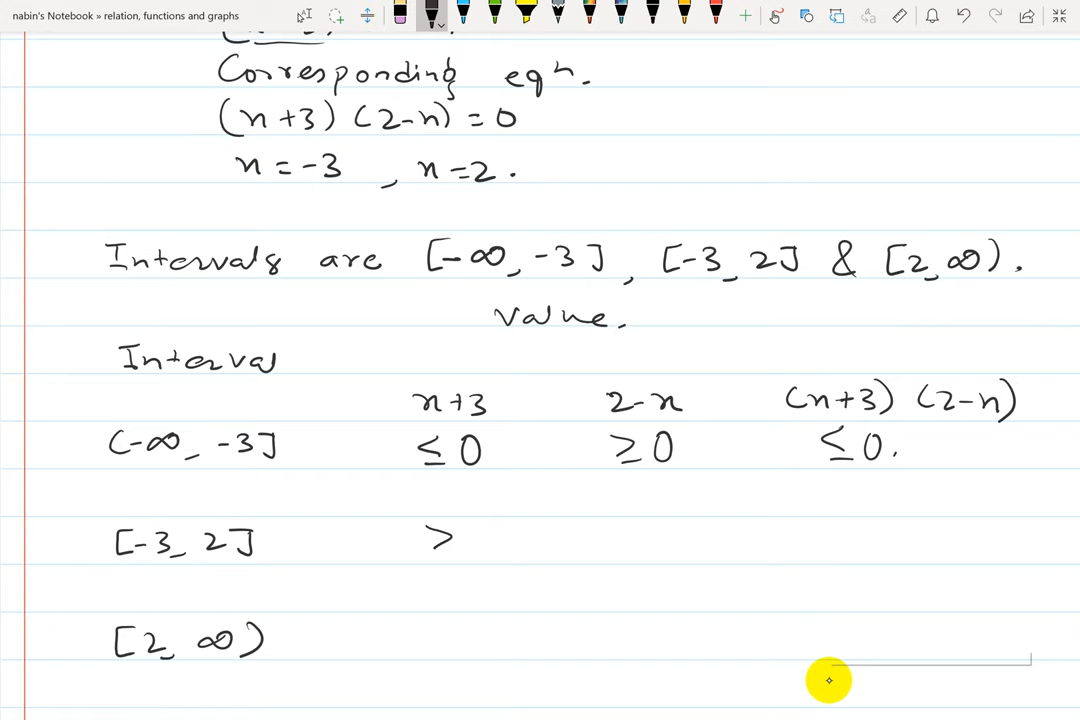 nabin's Notebook » relation, functions and graphs
Corresponding eqn.
(x+3) (2-x) = 0
x = -3 , x = 2.
Intervals are [-∞, -3], [-3, 2] & [2, ∞).
value.
Interval
x+3 2-x (x+3) (2-x)
(-∞, -3] ≤ 0 ≥ 0 ≤ 0.
[-3, 2] >
[2, ∞)